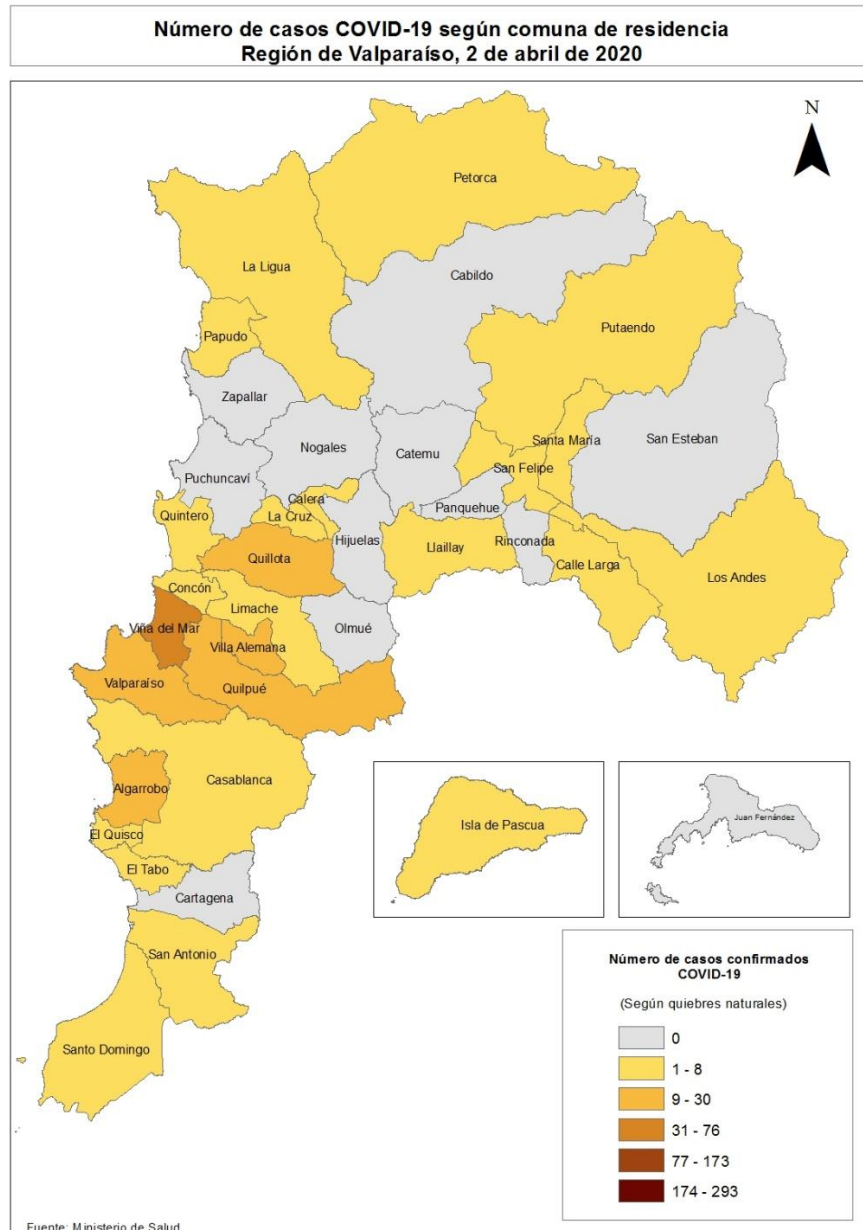 Número de casos COVID-19 según comuna de residencia
Región de Valparaíso, 2 de abril de 2020
N
Petorca
La Ligua
Cabildo
Papudo
Putaendo
Zapallar
Nogales
Catemu
Santa María
San Esteban
San Felipe
Puchuncaví
Calera
Panquehue
Quintero
La Cruz
Hijuelas
Llaillay
Rinconada
Quillota
Calle Larga
Los Andes
Concón
Limache
Viña del Mar
Olmué
Villa Alemana
Valparaíso
Quilpué
Algarrobo
Casablanca
El Quisco
Isla de Pascua
Juan Fernández
El Tabo
Cartagena
San Antonio
Santo Domingo
Número de casos confirmados
COVID-19
(Según quiebres naturales)
0
1 - 8
9 - 30
31 - 76
77 - 173
174 - 293
Fuente: Ministerio de Salud